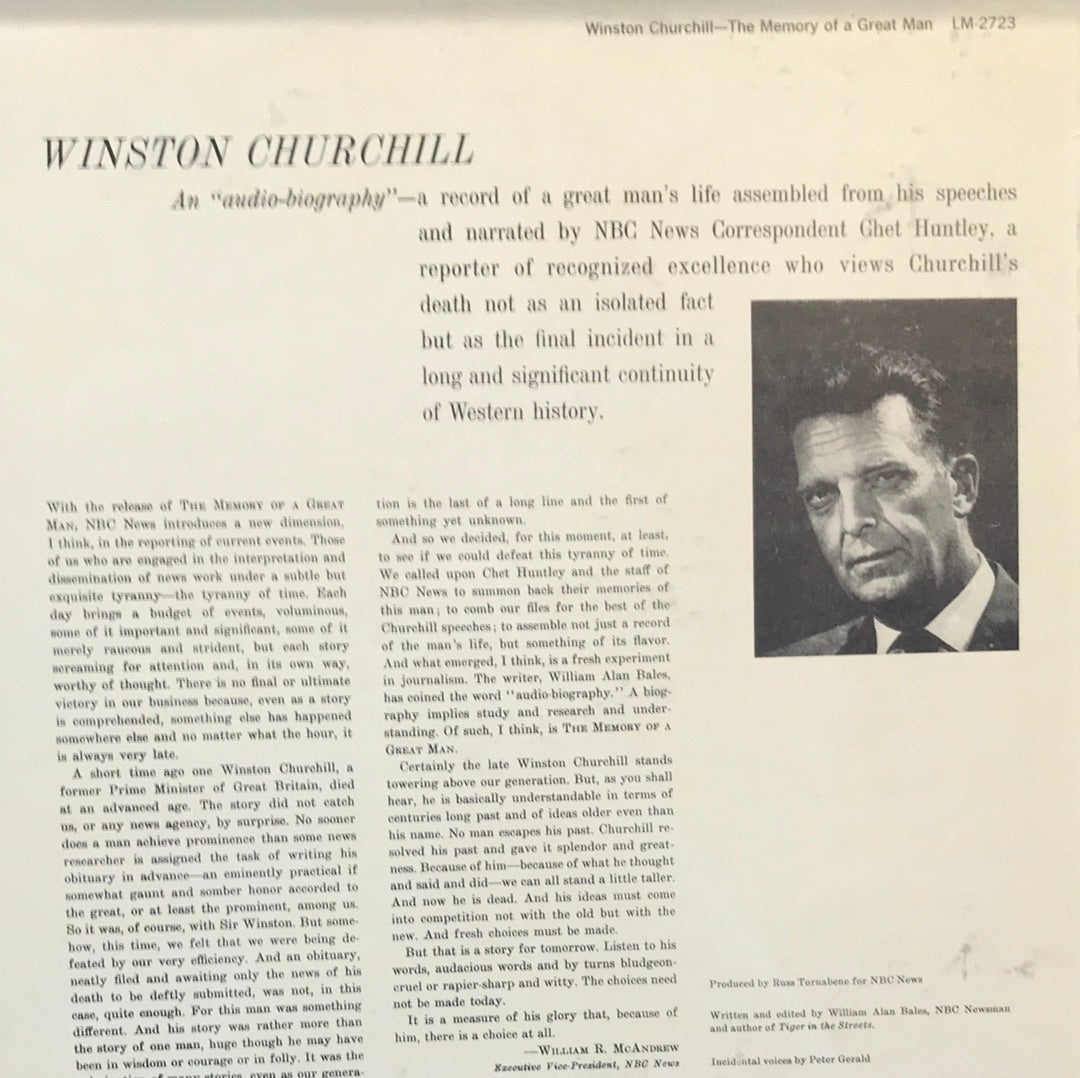 Winston Churchill—The Memory of a Great Man LM-2723
WINSTON CHURCHILL
An "audio-biography"—a record of a great man's life assembled from his speeches
and narrated by NBC News Correspondent Chet Huntley, a
reporter of recognized excellence who views Churchill's
death not as an isolated fact
but as the final incident in a
long and significant continuity
of Western history.
With the release of THE MEMORY OF A GREAT
MAN, NBC News introduces a new dimension,
I think, in the reporting of current events. Those
of us who are engaged in the interpretation and
dissemination of news work under a subtle but
exquisite tyranny—the tyranny of time. Each
day brings a budget of events, voluminous,
some of it important and significant, some of it
merely raucous and strident, but each story
screaming for attention and, in its own way,
worthy of thought. There is no final or ultimate
victory in our business because, even as a story
is comprehended, something else has happened
somewhere else and no matter what the hour, it
is always very late.
A short time ago one Winston Churchill, a
former Prime Minister of Great Britain, died
at an advanced age. The story did not catch
us, or any news agency, by surprise. No sooner
does a man achieve prominence than some news
researcher is assigned the task of writing his
obituary in advance—an eminently practical if
somewhat gaunt and somber honor accorded to
the great, or at least the prominent, among us.
So it was, of course, with Sir Winston. But some-
how, this time, we felt that we were being de-
feated by our very efficiency. And an obituary,
neatly filed and awaiting only the news of his
death to be deftly submitted, was not, in this
case, quite enough. For this man was something
different. And his story was rather more than
the story of one man, huge though he may have
been in wisdom or courage or in folly. It was the
of many stories, even as our genera-
tion is the last of a long line and the first of
something yet unknown.
And so we decided, for this moment, at least,
to see if we could defeat this tyranny of time.
We called upon Chet Huntley and the staff of
NBC News to summon back their memories of
this man; to comb our files for the best of the
Churchill speeches; to assemble not just a record
of the man's life, but something of its flavor.
And what emerged, I think, is a fresh experiment
in journalism. The writer, William Alan Bales,
has coined the word "audio-biography." A biog-
raphy implies study and research and under-
standing. Of such, I think, is THE MEMORY OF A
GREAT MAN.
Certainly the late Winston Churchill stands
towering above our generation. But, as you shall
hear, he is basically understandable in terms of
centuries long past and of ideas older even than
his name. No man escapes his past. Churchill re-
solved his past and gave it splendor and great-
ness. Because of him—because of what he thought
and said and did—we can all stand a little taller.
And now he is dead. And his ideas must come
into competition not with the old but with the
new. And fresh choices must be made.
But that is a story for tomorrow. Listen to his
words, audacious words and by turns bludgeon-
cruel or rapier-sharp and witty. The choices need
not be made today.
It is a measure of his glory that, because of
him, there is a choice at all.
—WILLIAM R. MCANDREW
Executive Vice-President, NBC News
Produced by Russ Tornabene for NBC News
Written and edited by William Alan Bales, NBC Newsman
and author of Tiger in the Streets.
Incidental voices by Peter Gerald